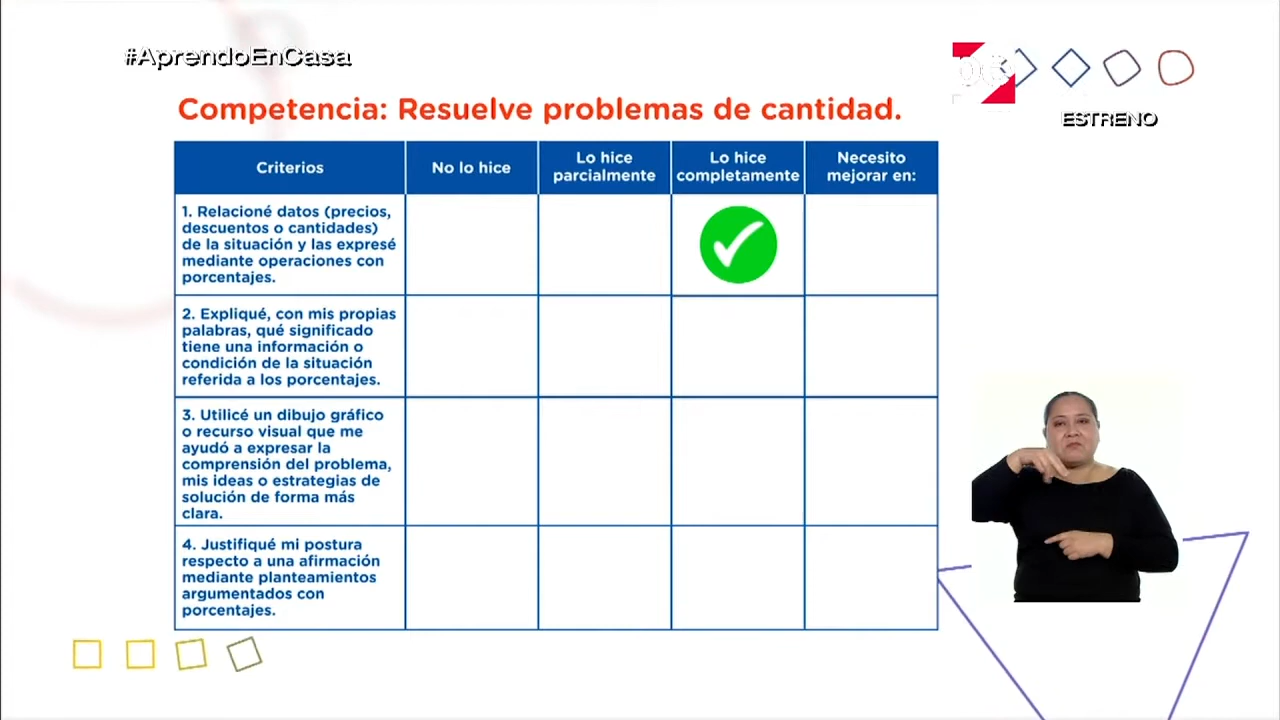 #AprendoEnCasa
ESTRENO
Competencia: Resuelve problemas de cantidad.
Criterios
No lo hice
Lo hice
parcialmente
Lo hice
completamente
Necesito
mejorar en:
1. Relacioné datos (precios,
descuentos o cantidades)
de la situación y las expresé
mediante operaciones con
porcentajes.
2. Expliqué, con mis propias
palabras, qué significado
tiene una información o
condición de la situación
referida a los porcentajes.
3. Utilicé un dibujo gráfico
o recurso visual que me
ayudó a expresar la
comprensión del problema,
mis ideas o estrategias de
solución de forma más
clara.
4. Justifiqué mi postura
respecto a una afirmación
mediante planteamientos
argumentados con
porcentajes.